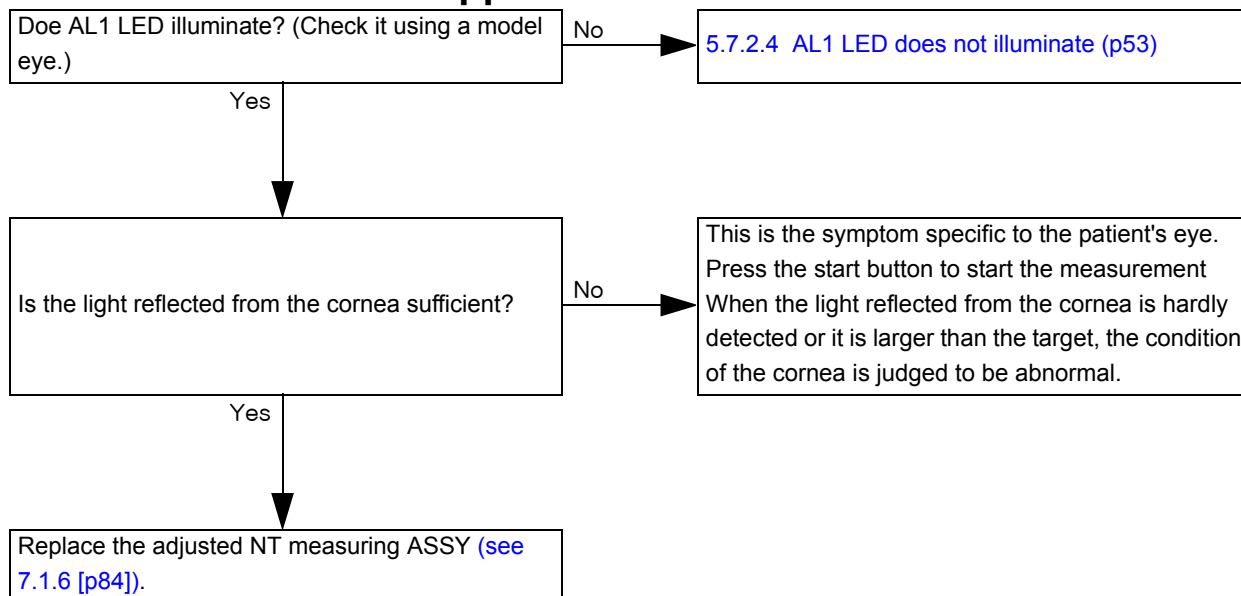 Doe AL1 LED illuminate? (Check it using a model
eye.)
No
5.7.2.4 AL1 LED does not illuminate (p53)
Yes
Is the light reflected from the cornea sufficient?
No
This is the symptom specific to the patient's eye.
Press the start button to start the measurement
When the light reflected from the cornea is hardly
detected or it is larger than the target, the condition
of the cornea is judged to be abnormal.
Yes
Replace the adjusted NT measuring ASSY (see
7.1.6 [p84]).